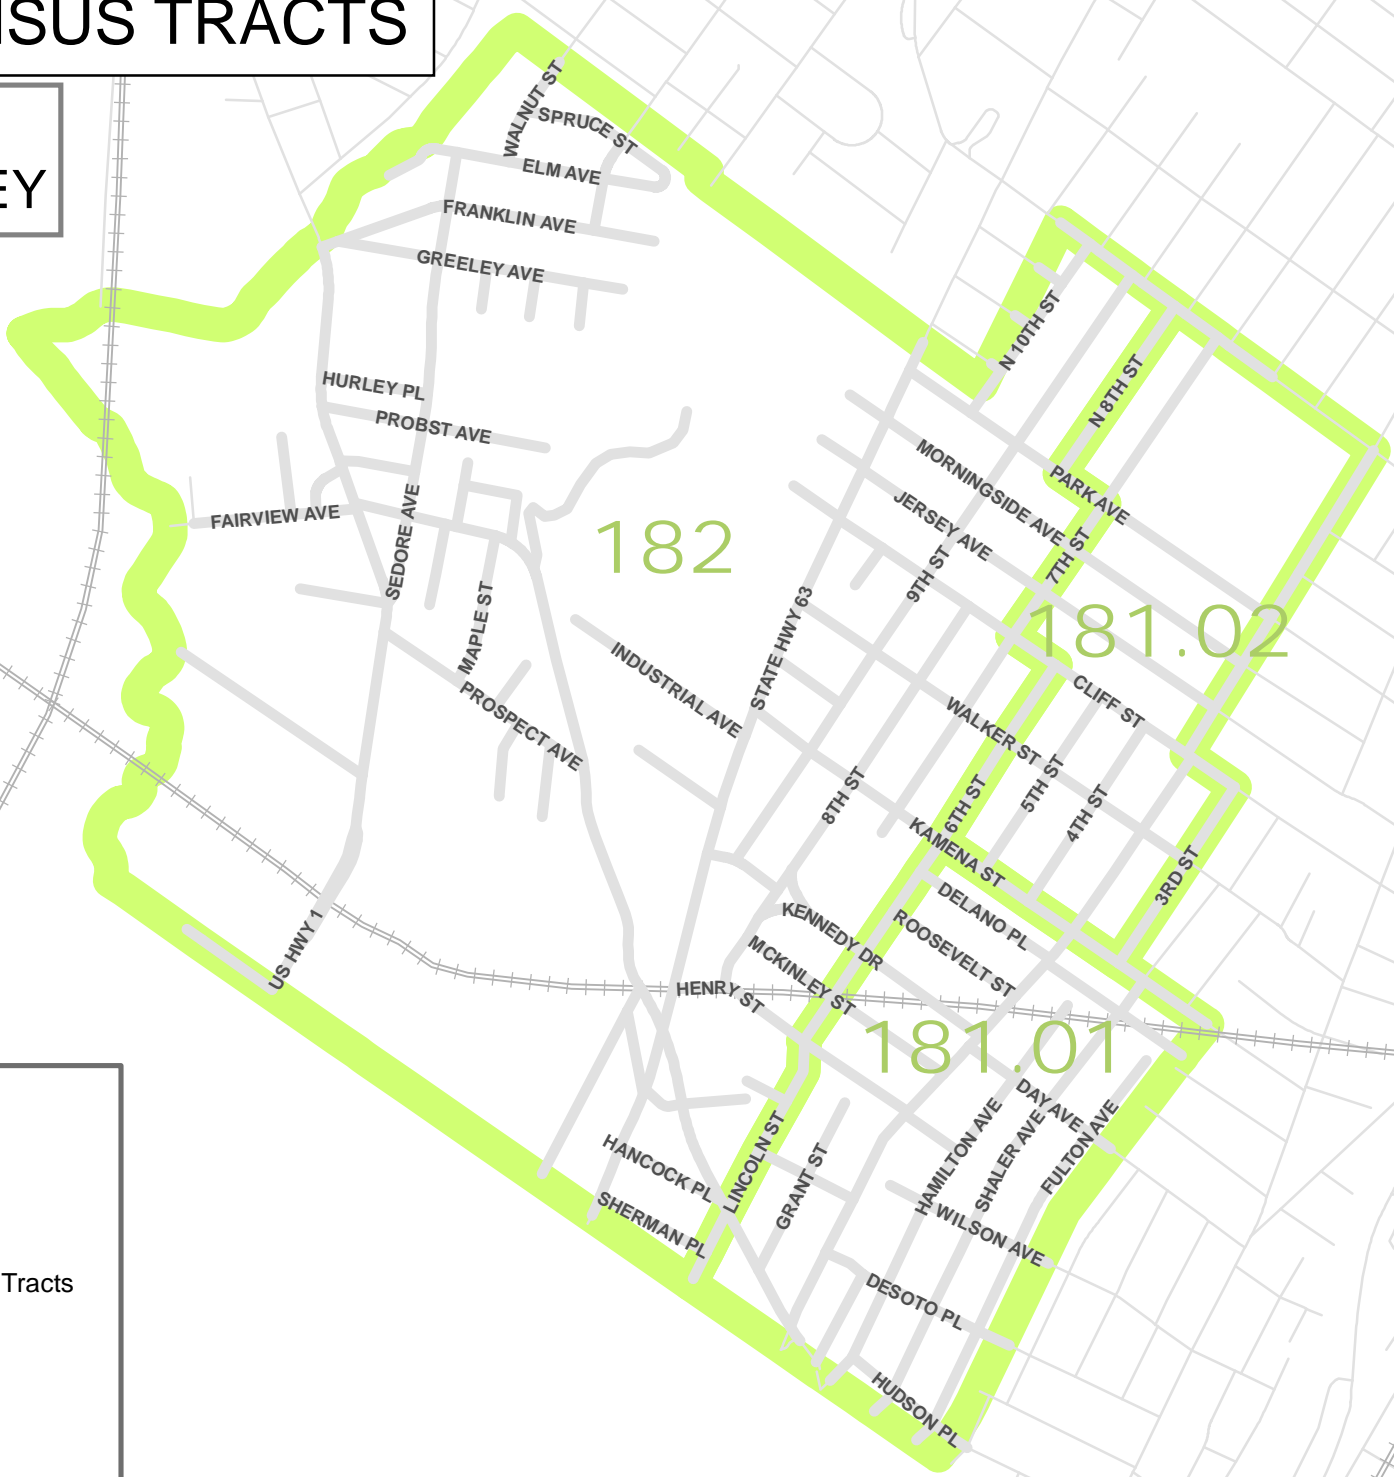 NSUS TRACTS
EY
WALNUT ST
SPRUCE ST
ELM AVE
FRANKLIN AVE
GREELEY AVE
N 10TH ST
HURLEY PL
N 8TH ST
PROBST AVE
PARK AVE
MORNINGSIDE AVE
JERSEY AVE
FAIRVIEW AVE
SEDORE AVE
182
7TH ST
9TH ST
MAPLE ST
STATE HWY 63
181.02
INDUSTRIAL AVE
PROSPECT AVE
CLIFF ST
WALKER ST
8TH ST
6TH ST
5TH ST
4TH ST
KAMENA ST
3RD ST
DELANO PL
US HWY 1
KENNEDY DR
ROOSEVELT ST
MCKINLEY ST
HENRY ST
181.01
DAY AVE
HANCOCK PL
LINCOLN ST
GRANT ST
HAMILTON AVE
SHALER AVE
FULTON AVE
SHERMAN PL
WILSON AVE
Tracts
DESOTO PL
HUDSON PL